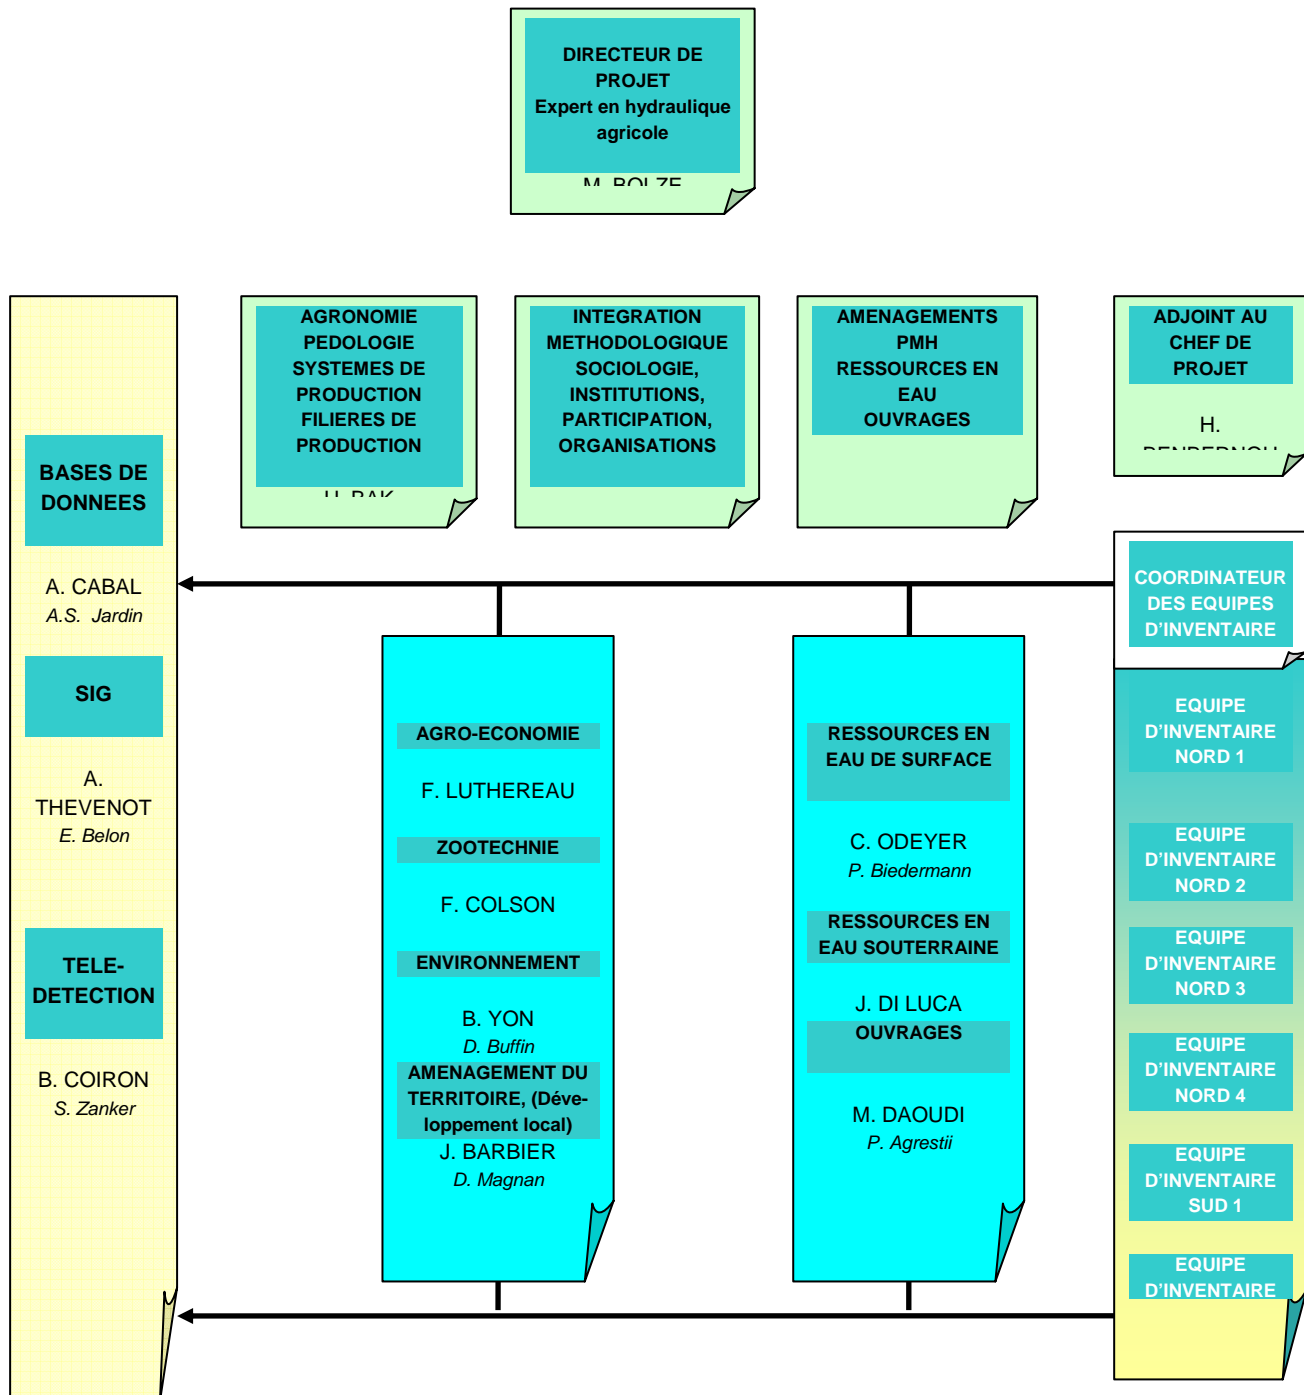 DIRECTEUR DE
PROJET
Expert en hydraulique
agricole
M. BOLZE
AGRONOMIE
PEDOLOGIE
SYSTEMES DE
PRODUCTION
FILIERES DE
PRODUCTION
H. BAK
INTEGRATION
METHODOLOGIQUE
SOCIOLOGIE,
INSTITUTIONS,
PARTICIPATION,
ORGANISATIONS
AMENAGEMENTS
PMH
RESSOURCES EN
EAU
OUVRAGES
ADJOINT AU
CHEF DE
PROJET
H.
BASES DE
DONNEES
A. CABAL
A.S. Jardin
SIG
A.
THEVENOT
E. Belon
TELE-
DETECTION
B. COIRON
S. Zanker
AGRO-ECONOMIE
F. LUTHEREAU
ZOOTECHNIE
F. COLSON
ENVIRONNEMENT
B. YON
D. Buffin
AMENAGEMENT DU
TERRITOIRE, (Déve-
loppement local)
J. BARBIER
D. Magnan
RESSOURCES EN
EAU DE SURFACE
C. ODEYER
P. Biedermann
RESSOURCES EN
EAU SOUTERRAINE
J. DI LUCA
OUVRAGES
M. DAOUDI
P. Agrestii
COORDINATEUR
DES EQUIPES
D'INVENTAIRE
EQUIPE
D'INVENTAIRE
NORD 1
EQUIPE
D'INVENTAIRE
NORD 2
EQUIPE
D'INVENTAIRE
NORD 3
EQUIPE
D'INVENTAIRE
NORD 4
EQUIPE
D'INVENTAIRE
SUD 1
EQUIPE
D'INVENTAIRE